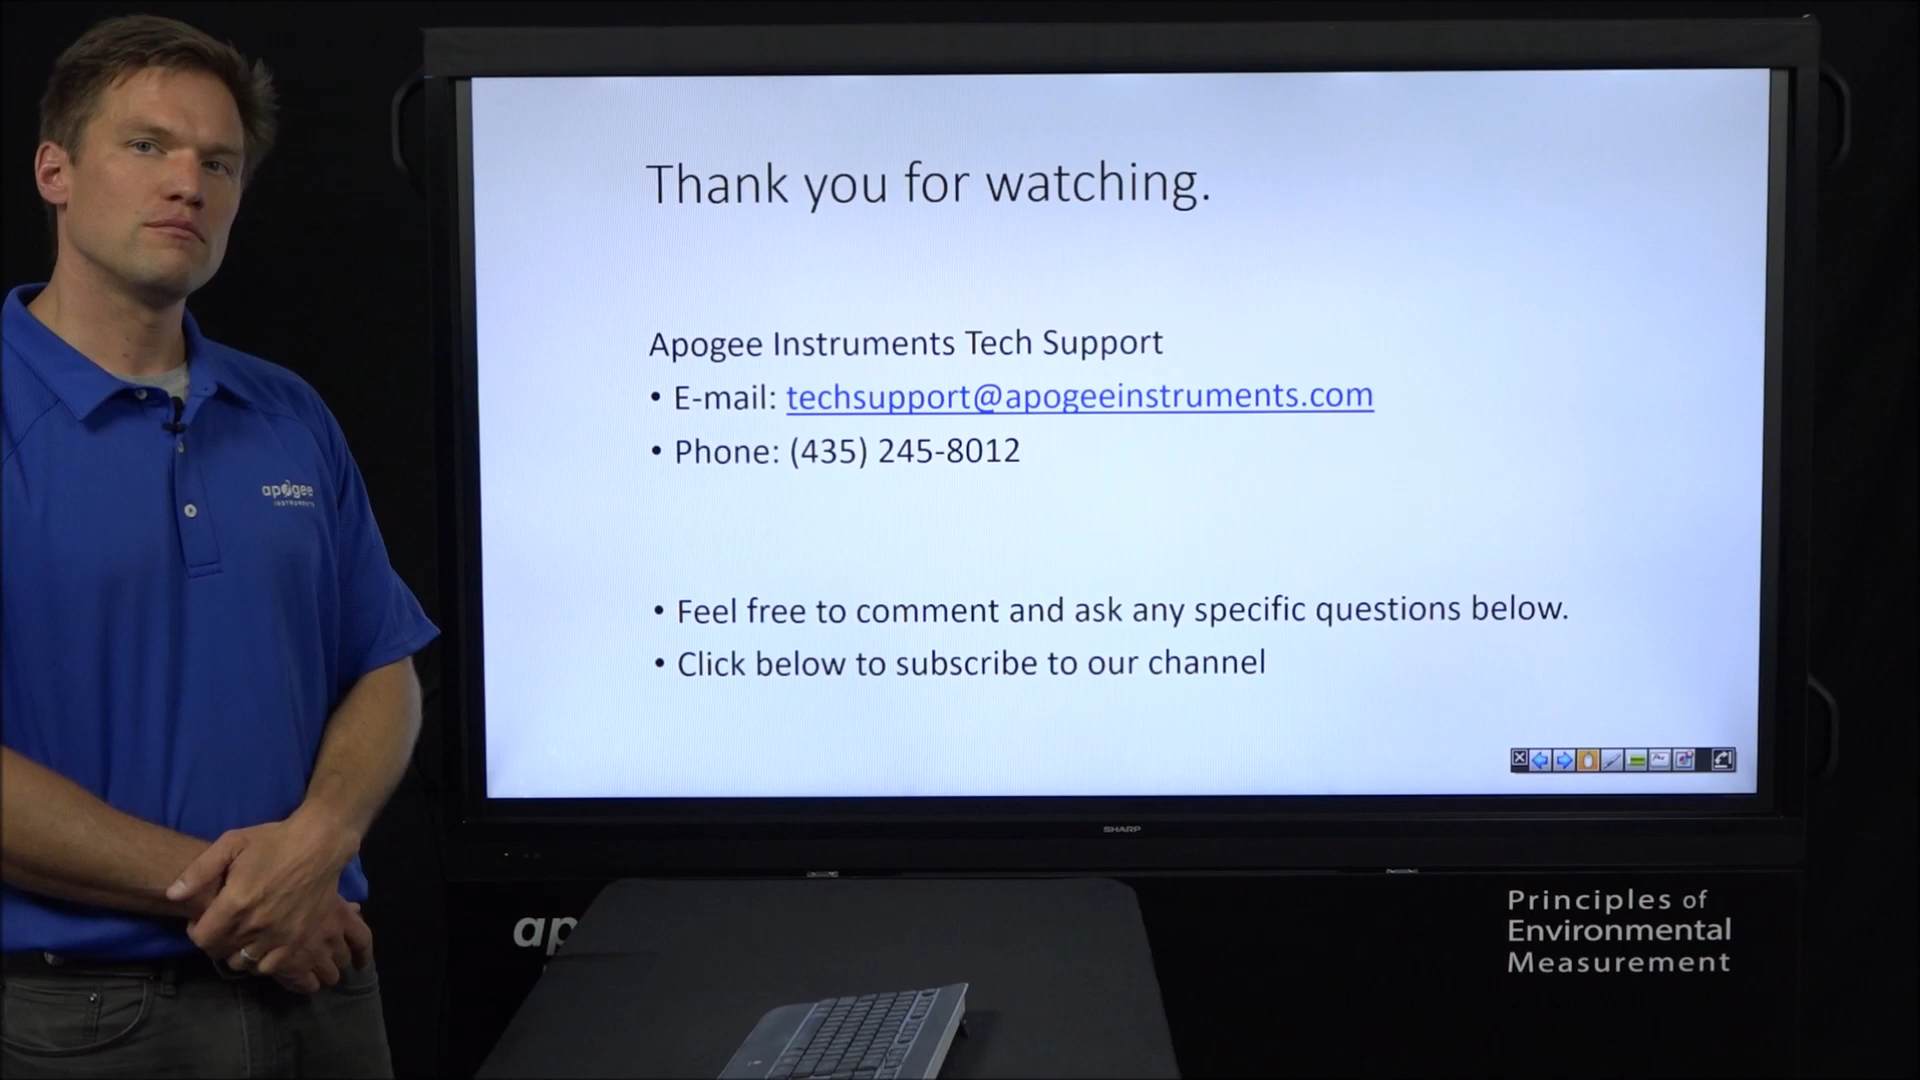 Thank you for watching.
Apogee Instruments Tech Support
• E-mail: techsupport@apogeeinstruments.com
• Phone: (435) 245-8012
• Feel free to comment and ask any specific questions below.
• Click below to subscribe to our channel
apogee
INSTRUMENTS
SHARP
ap
Principles of
Environmental
Measurement